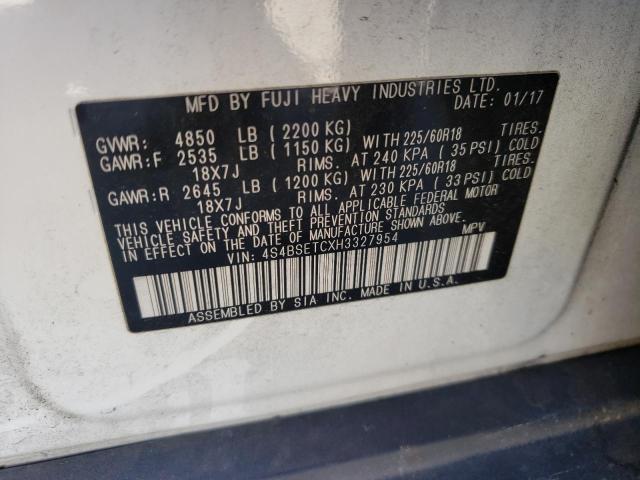 MFD BY FUJI HEAVY INDUSTRIES LTD.
DATE: 01/17
GVWR: 4850 LB (2200 KG)
GAWR:F 2535 LB (1150 KG) WITH 225/60R18 TIRES.
18X7J RIMS. AT 240 KPA (35 PSI) COLD
GAWR:R 2645 LB (1200 KG) WITH 225/60R18 TIRES.
18X7J RIMS. AT 230 KPA (33 PSI) COLD
THIS VEHICLE CONFORMS TO ALL APPLICABLE FEDERAL MOTOR
VEHICLE SAFETY AND THEFT PREVENTION STANDARDS
IN EFFECT ON THE DATE OF MANUFACTURE SHOWN ABOVE.
VIN: 4S4BSETCXH3327954 MPV
ASSEMBLED BY SIA INC. MADE IN U.S.A.